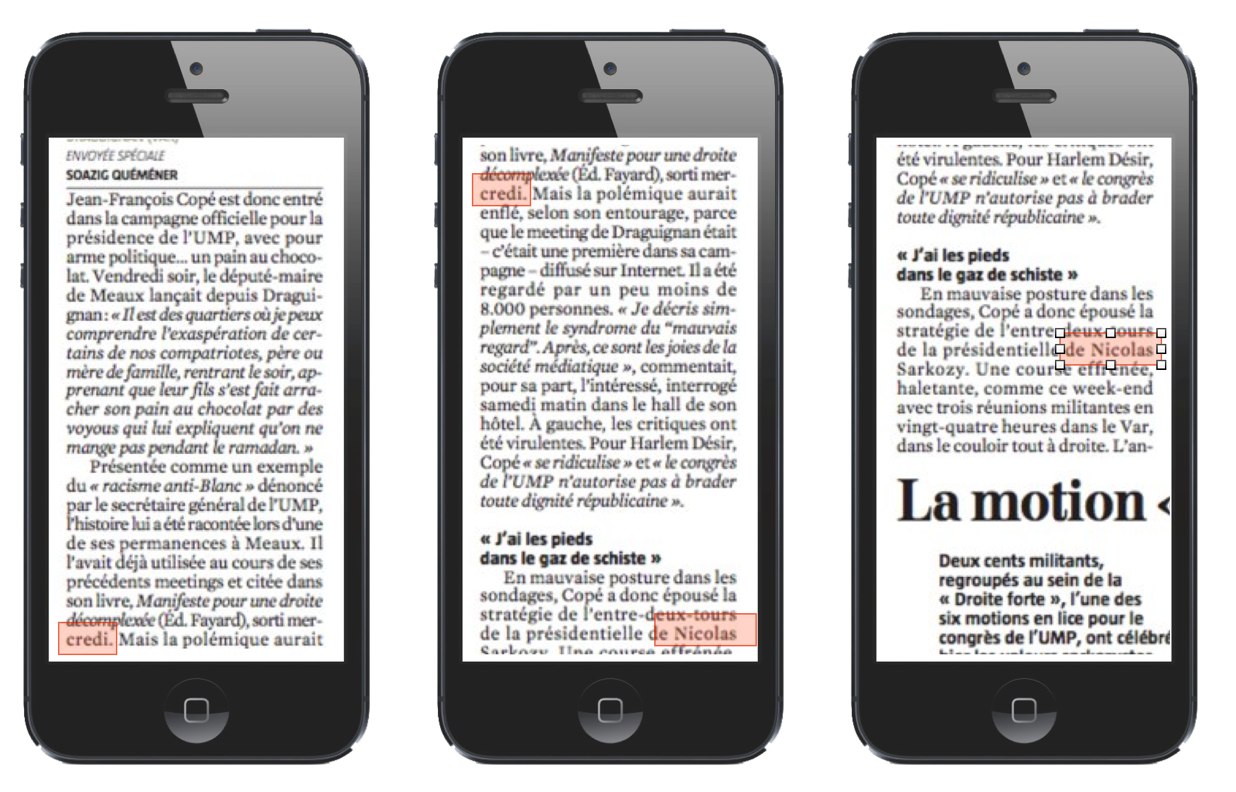 ENVOYÉE SPÉCIALE
SOAZIG QUÉMÉNER
Jean-François Copé est donc entré
dans la campagne officielle pour la
présidence de l'UMP, avec pour
arme politique... un pain au choco-
lat. Vendredi soir, le député-maire
de Meaux lançait depuis Dragui-
gnan : « Il est des quartiers où je peux
comprendre l'exaspération de cer-
tains de nos compatriotes, père ou
mère de famille, rentrant le soir, ap-
prenant que leur fils s'est fait arra-
cher son pain au chocolat par des
voyous qui lui expliquent qu'on ne
mange pas pendant le ramadan. »
Présentée comme un exemple
du « racisme anti-Blanc » dénoncé
par le secrétaire général de l'UMP,
l'histoire lui a été racontée lors d'une
de ses permanences à Meaux. Il
l'avait déjà utilisée au cours de ses
précédents meetings et citée dans
son livre, Manifeste pour une droite
décomplexée (Éd. Fayard), sorti mer-
credi. Mais la polémique aurait
son livre, Manifeste pour une droite
décomplexée (Éd. Fayard), sorti mer-
credi. Mais la polémique aurait
enflé, selon son entourage, parce
que le meeting de Draguignan était
– c'était une première dans sa cam-
pagne – diffusé sur Internet. Il a été
regardé par un peu moins de
8.000 personnes. « Je décris sim-
plement le syndrome du "mauvais
regard". Après, ce sont les joies de la
société médiatique », commentait,
pour sa part, l'intéressé, interrogé
samedi matin dans le hall de son
hôtel. À gauche, les critiques ont
été virulentes. Pour Harlem Désir,
Copé « se ridiculise » et « le congrès
de l'UMP n'autorise pas à brader
toute dignité républicaine ».
« J'ai les pieds
dans le gaz de schiste »
En mauvaise posture dans les
sondages, Copé a donc épousé la
stratégie de l'entre-deux-tours
de la présidentielle de Nicolas
Sarkozy. Une course effrénée,
été virulentes. Pour Harlem Désir,
Copé « se ridiculise » et « le congrès
de l'UMP n'autorise pas à brader
toute dignité républicaine ».
« J'ai les pieds
dans le gaz de schiste »
En mauvaise posture dans les
sondages, Copé a donc épousé la
stratégie de l'entre-deux-tours
de la présidentielle de Nicolas
Sarkozy. Une course effrénée,
haletante, comme ce week-end
avec trois réunions militantes en
vingt-quatre heures dans le Var,
dans le couloir tout à droite. L'an-
La motion «
Deux cents militants,
regroupés au sein de la
« Droite forte », l'une des
six motions en lice pour le
congrès de l'UMP, ont célébré